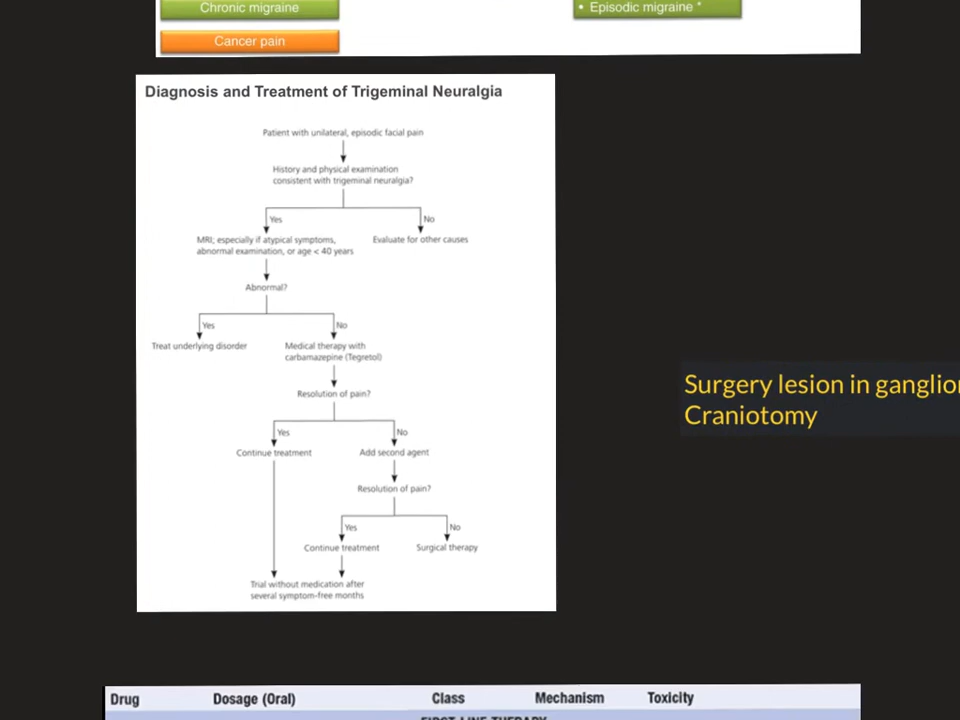 Chronic migraine
• Episodic migraine *
Cancer pain
Diagnosis and Treatment of Trigeminal Neuralgia
Patient with unilateral, episodic facial pain
History and physical examination
consistent with trigeminal neuralgia?
Yes
No
MRI; especially if atypical symptoms,
abnormal examination, or age < 40 years
Evaluate for other causes
Abnormal?
Yes
No
Treat underlying disorder
Medical therapy with
carbamazepine (Tegretol)
Resolution of pain?
Yes
No
Continue treatment
Add second agent
Resolution of pain?
Yes
No
Continue treatment
Surgical therapy
Trial without medication after
several symptom-free months
Surgery lesion in ganglion
Craniotomy
Drug Dosage (Oral) Class Mechanism Toxicity
FIRST-LINE THERAPY